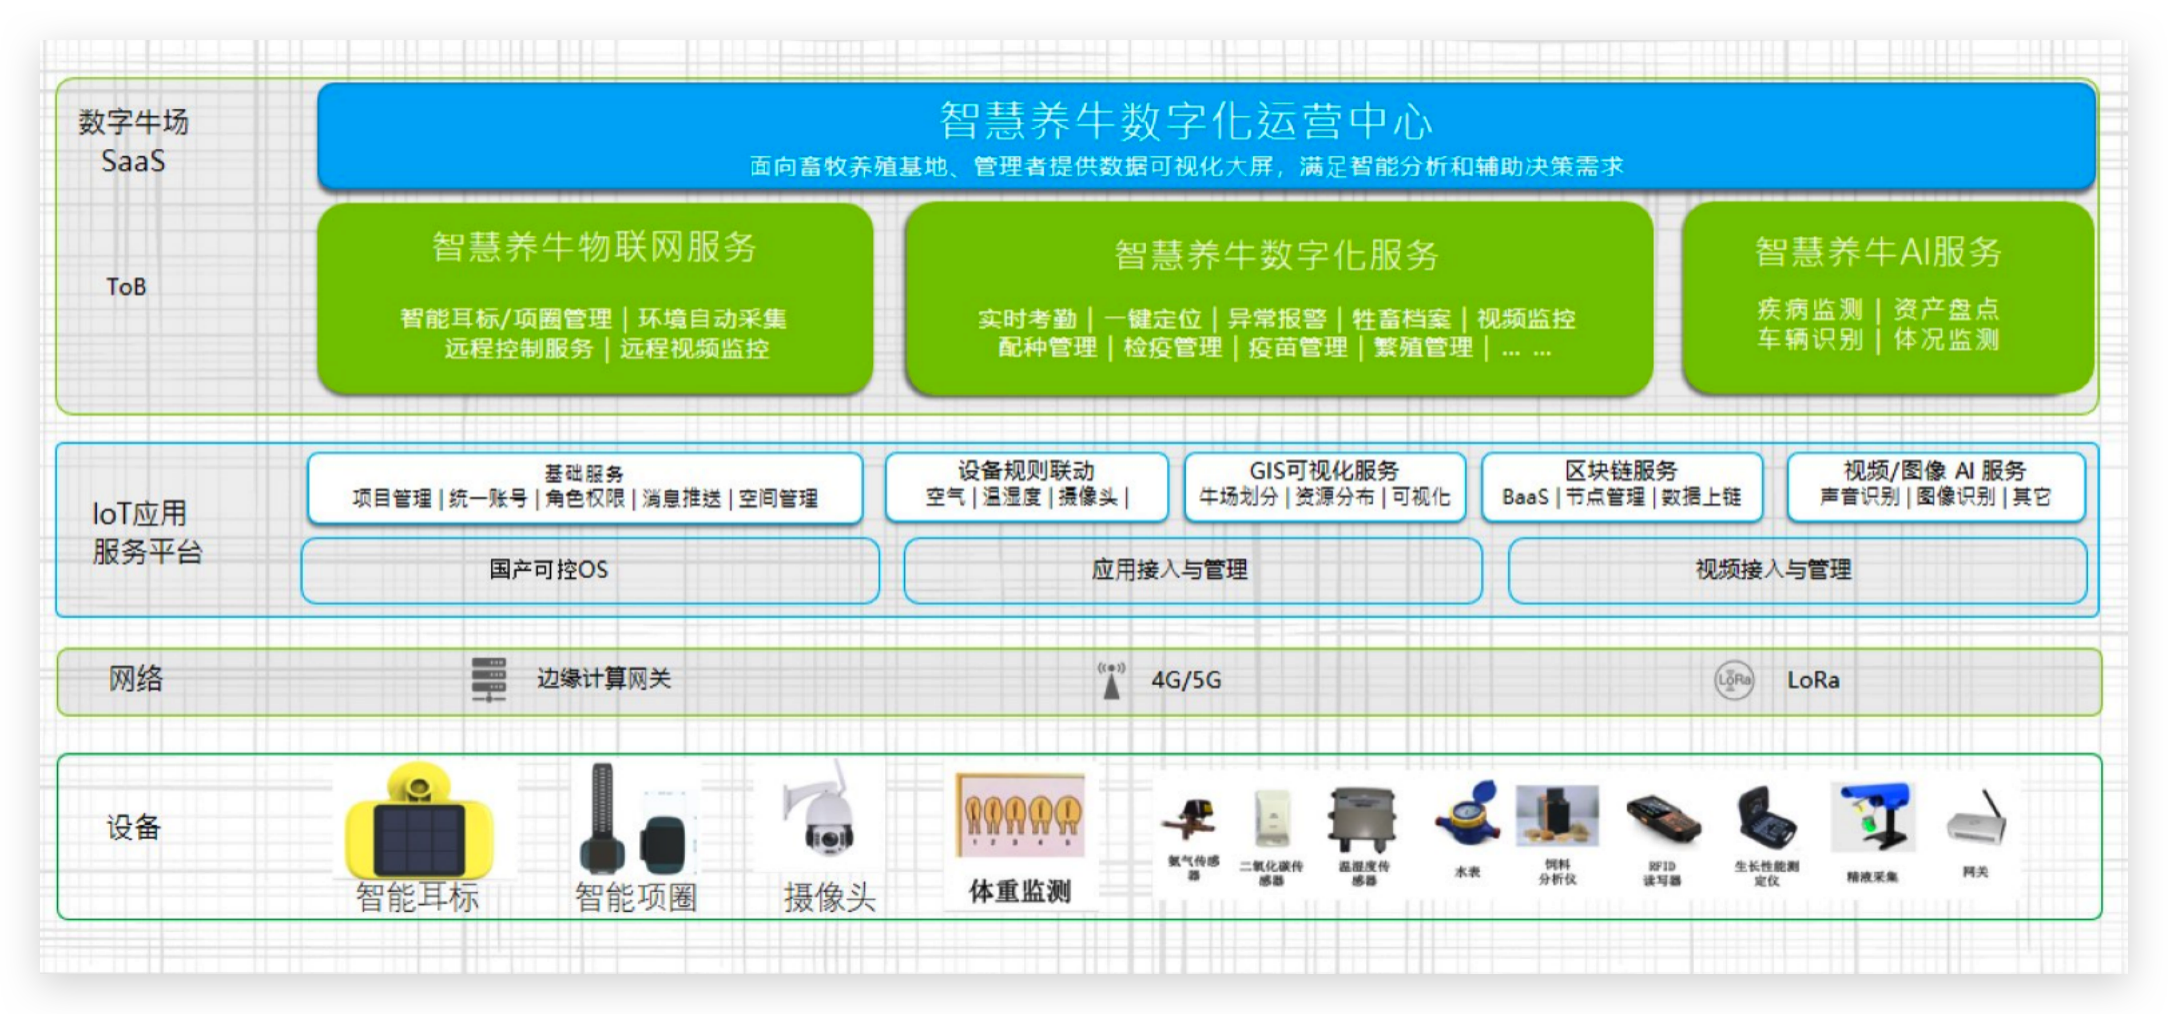 数字牛场
SaaS
智慧养牛数字化运营中心
面向畜牧养殖基地、管理者提供数据可视化大屏，满足智能分析和辅助决策需求
ToB
智慧养牛物联网服务
智能耳标/项圈管理 | 环境自动采集
远程控制服务 | 远程视频监控
智慧养牛数字化服务
实时考勤 | 一键定位 | 异常报警 | 牲畜档案 | 视频监控
配种管理 | 检疫管理 | 疫苗管理 | 繁殖管理 | ... ...
智慧养牛AI服务
疾病监测 | 资产盘点
车辆识别 | 体况监测
IoT应用
服务平台
基础服务
项目管理 | 统一账号 | 角色权限 | 消息推送 | 空间管理
设备规则联动
空气 | 温湿度 | 摄像头 |
GIS可视化服务
牛场划分 | 资源分布 | 可视化
区块链服务
BaaS | 节点管理 | 数据上链
视频/图像 AI 服务
声音识别 | 图像识别 | 其它
国产可控OS
应用接入与管理
视频接入与管理
网络
边缘计算网关
4G/5G
LoRa
LoRa
设备
智能耳标
智能项圈
摄像头
1 2 3 4 5
体重监测
氨气传感
器
二氧化碳传
感器
温湿度传
感器
水表
饲料
分析仪
RFID
读写器
生长性能测
定仪
精液采集
网关